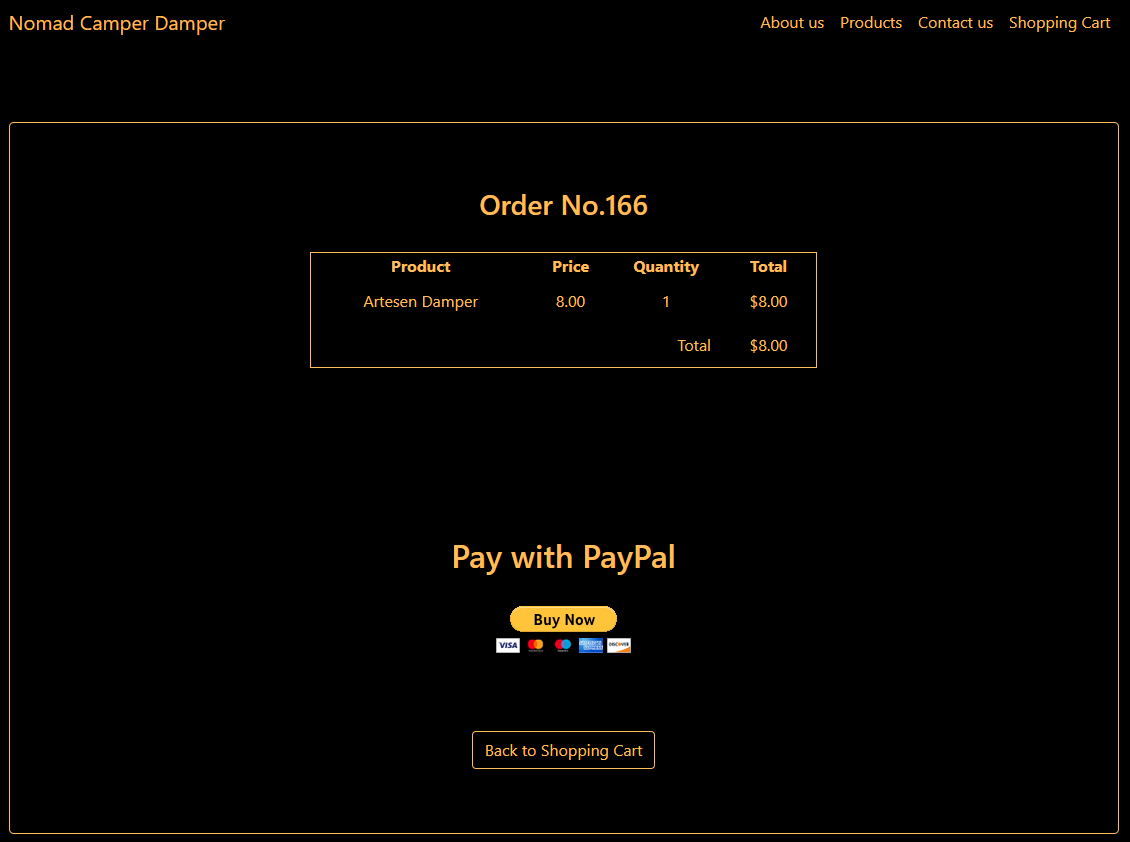 Nomad Camper Damper About us Products Contact us Shopping Cart
Order No.166
Product Price Quantity Total
Artesen Damper 8.00 1 $8.00
Total $8.00
Pay with PayPal
Buy Now
VISA DISCOVER
Back to Shopping Cart